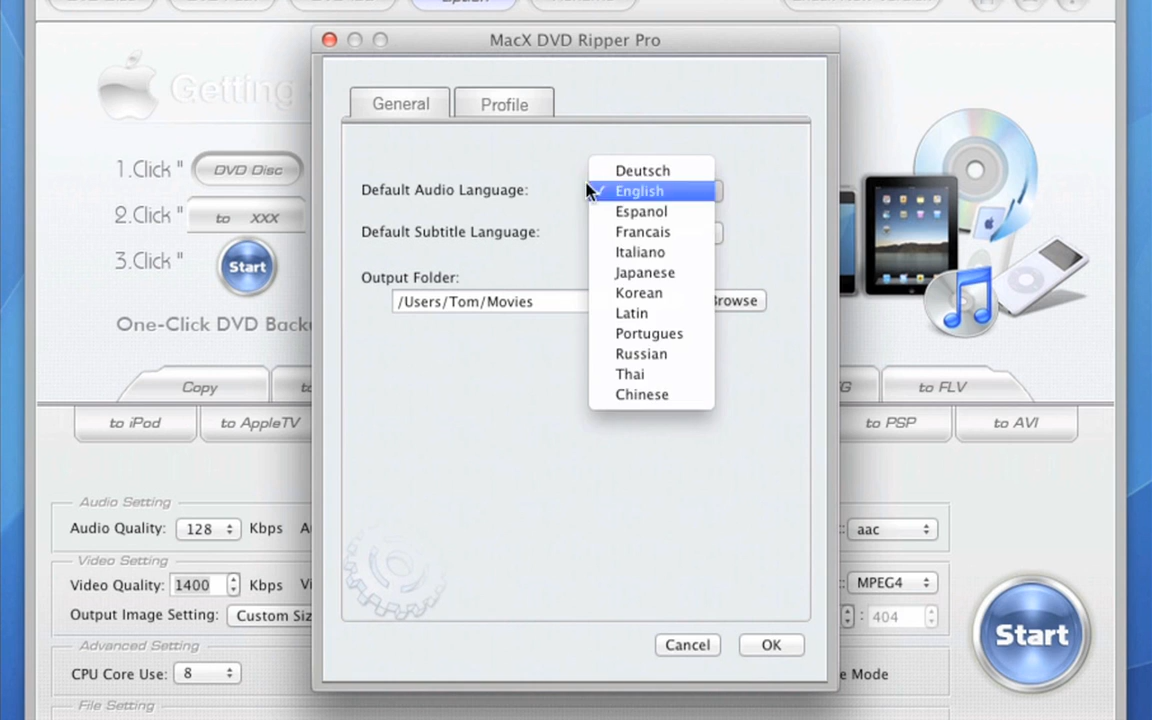 MacX DVD Ripper Pro
Getting
General
Profile
1.Click " DVD Disc
2.Click " to XXX
3.Click " Start
One-Click DVD Backu
Default Audio Language:
Default Subtitle Language:
Output Folder:
/Users/Tom/Movies
Browse
Deutsch
✓ English
Espanol
Francais
Italiano
Japanese
Korean
Latin
Portugues
Russian
Thai
Chinese
Copy
to FLV
to iPod
to AppleTV
to PSP
to AVI
Audio Setting
Audio Quality: 128 Kbps
aac
Video Setting
Video Quality: 1400 Kbps
MPEG4
Output Image Setting: Custom Siz
: 404
Advanced Setting
CPU Core Use: 8
e Mode
File Setting
Cancel
OK
Start